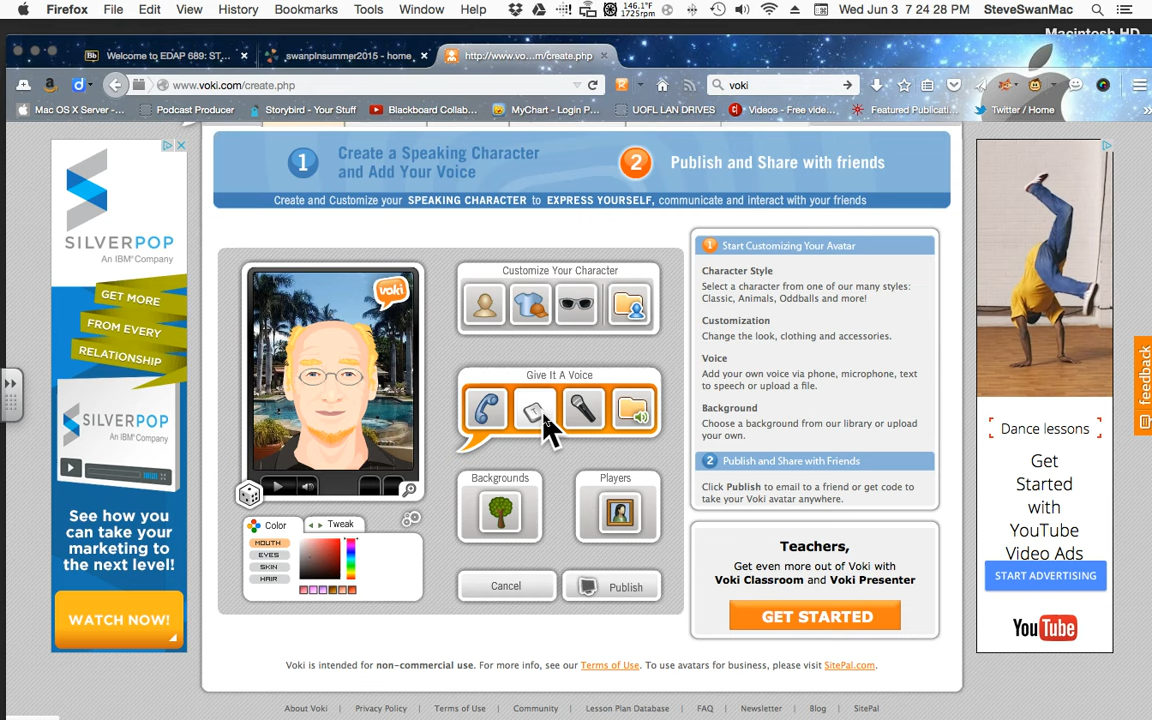 Firefox File Edit View History Bookmarks Tools Window Help 146.1°F 1725rpm Wed Jun 3 7 24 28 PM SteveSwanMac
Macintosh HD
Welcome to EDAP 689: ST... swanplnsummer2015 - home http://www.vo...m/create.php
www.voki.com/create.php voki
Mac OS X Server -... Podcast Producer Storybird - Your Stuff Blackboard Collab... MyChart - Login P... UOFL LAN DRIVES Videos - Free vide... Featured Publicati... Twitter / Home
1 Create a Speaking Character
and Add Your Voice
2 Publish and Share with friends
Create and Customize your SPEAKING CHARACTER to EXPRESS YOURSELF, communicate and interact with your friends
SILVERPOP
An IBM Company
GET MORE
FROM EVERY
RELATIONSHIP
SILVERPOP
An IBM Company
See how you
can take your
marketing to
the next level!
WATCH NOW!
voki
Color Tweak
MOUTH
EYES
SKIN
HAIR
Customize Your Character
Give It A Voice
Backgrounds Players
Cancel Publish
1 Start Customizing Your Avatar
Character Style
Select a character from one of our many styles:
Classic, Animals, Oddballs and more!
Customization
Change the look, clothing and accessories.
Voice
Add your own voice via phone, microphone, text
to speech or upload a file.
Background
Choose a background from our library or upload
your own.
2 Publish and Share with Friends
Click Publish to email to a friend or get code to
take your Voki avatar anywhere.
Teachers,
Get even more out of Voki with
Voki Classroom and Voki Presenter
GET STARTED
Dance lessons
Get
Started
with
YouTube
Video Ads
START ADVERTISING
YouTube
feedback
Voki is intended for non-commercial use. For more info, see our Terms of Use. To use avatars for business, please visit SitePal.com.
About Voki | Privacy Policy | Terms of Use | Community | Lesson Plan Database | FAQ | Newsletter | Blog | SitePal